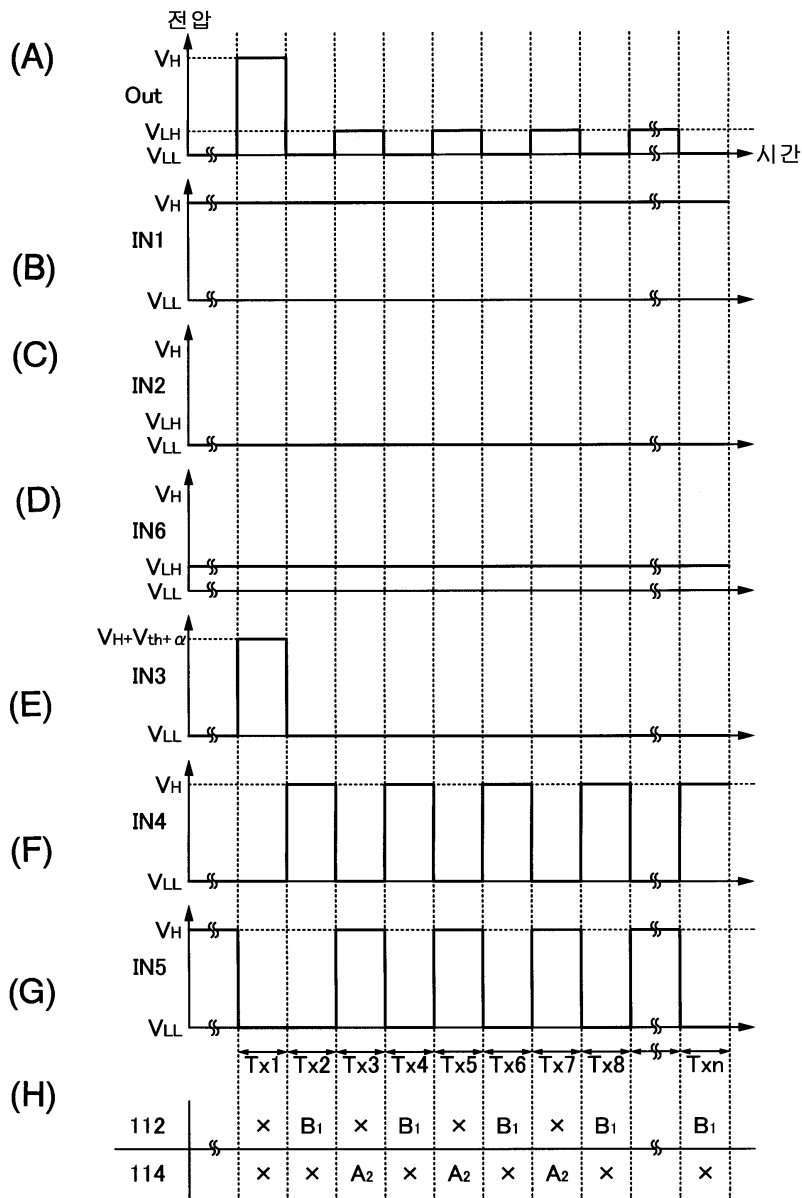 전압
(A)
VH
Out
VLH
VLL
시간
VH
IN1
(B)
VLL
(C)
VH
IN2
VLH
VLL
(D)
VH
IN6
VLH
VLL
VH+Vth+α
IN3
(E)
VLL
VH
IN4
(F)
VLL
VH
IN5
(G)
VLL
Tx1 Tx2 Tx3 Tx4 Tx5 Tx6 Tx7 Tx8 Txn
(H)
112 × B1 × B1 × B1 × B1 B1
114 × × A2 × A2 × A2 × ×